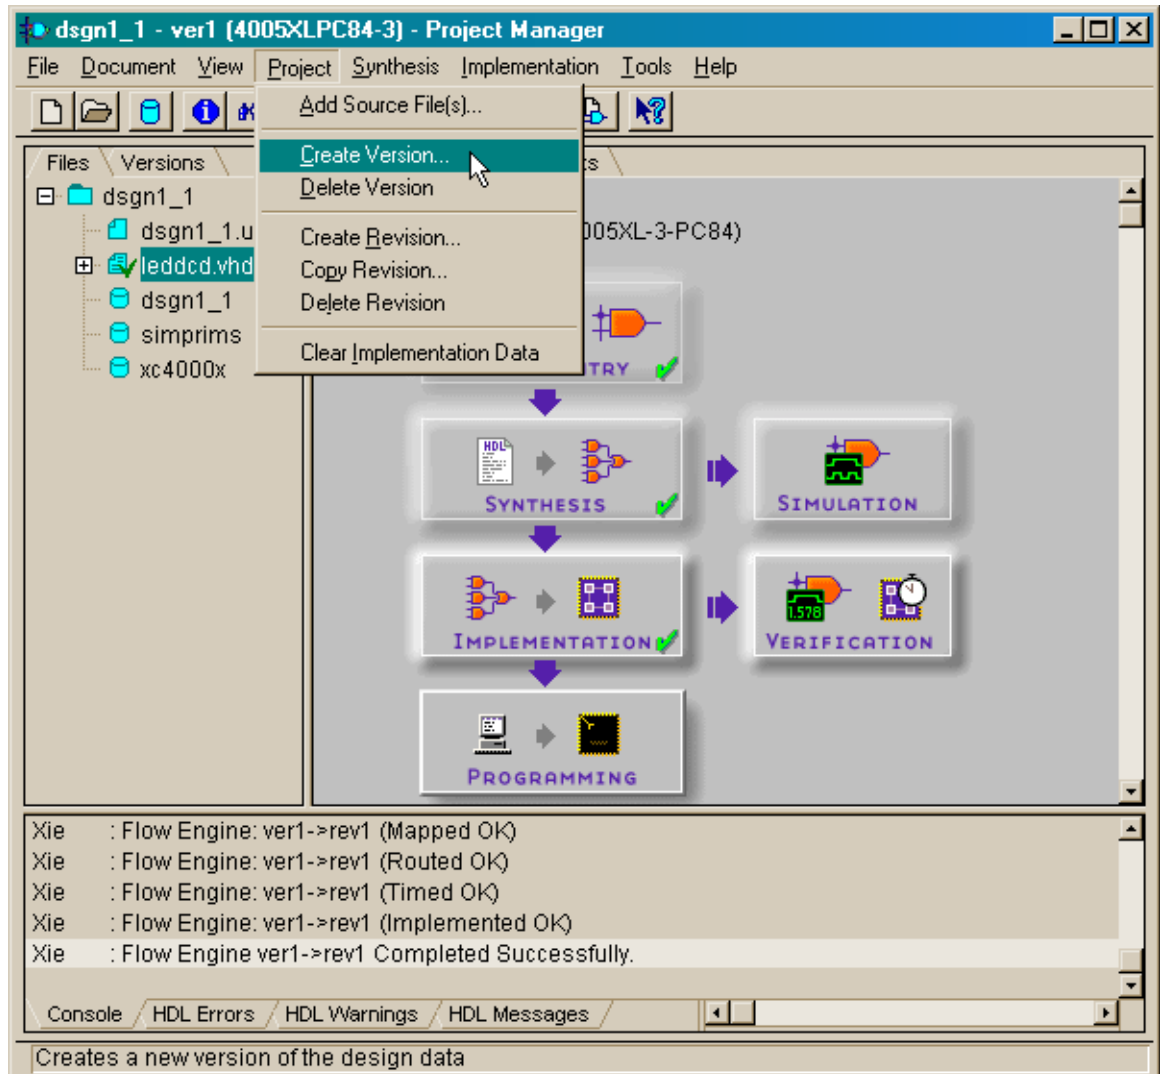 dsgn1_1 - ver1 (4005XLPC84-3) - Project Manager
File Document View Project Synthesis Implementation Tools Help
Add Source File(s)...
Create Version...
Delete Version
Create Revision...
Copy Revision...
Delete Revision
Clear Implementation Data
Files Versions
dsgn1_1
dsgn1_1.u
leddcd.vhd
dsgn1_1
simprims
xc4000x
005XL-3-PC84)
TRY
HDL
SYNTHESIS
SIMULATION
IMPLEMENTATION
1.578
VERIFICATION
PROGRAMMING
Xie : Flow Engine: ver1->rev1 (Mapped OK)
Xie : Flow Engine: ver1->rev1 (Routed OK)
Xie : Flow Engine: ver1->rev1 (Timed OK)
Xie : Flow Engine: ver1->rev1 (Implemented OK)
Xie : Flow Engine ver1->rev1 Completed Successfully.
Console HDL Errors HDL Warnings HDL Messages
Creates a new version of the design data